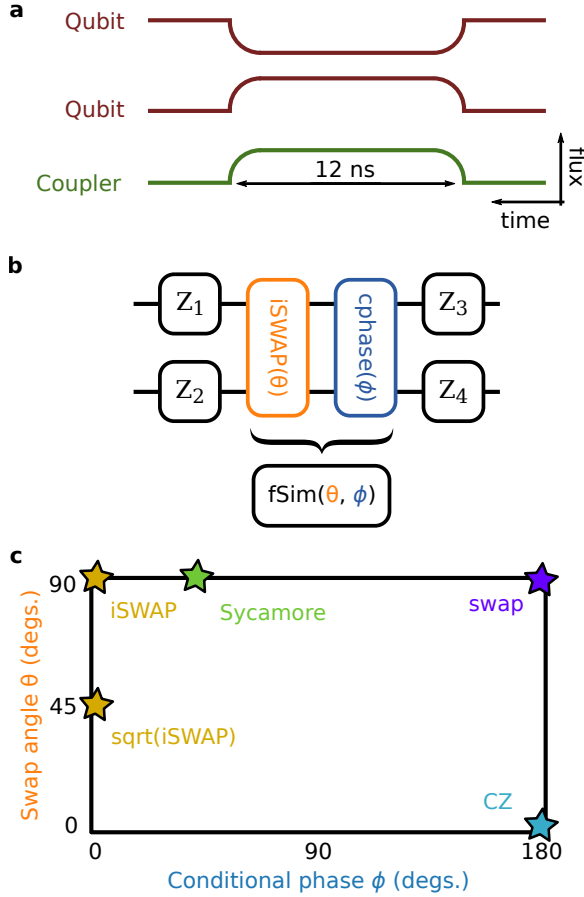 a
Qubit
Qubit
Coupler
12 ns
flux
time
b
Z1
Z2
iSWAP(θ)
cphase(ϕ)
Z3
Z4
fSim(θ, ϕ)
c
Swap angle θ (degs.)
90
45
0
iSWAP
Sycamore
swap
sqrt(iSWAP)
CZ
0
90
180
Conditional phase ϕ (degs.)